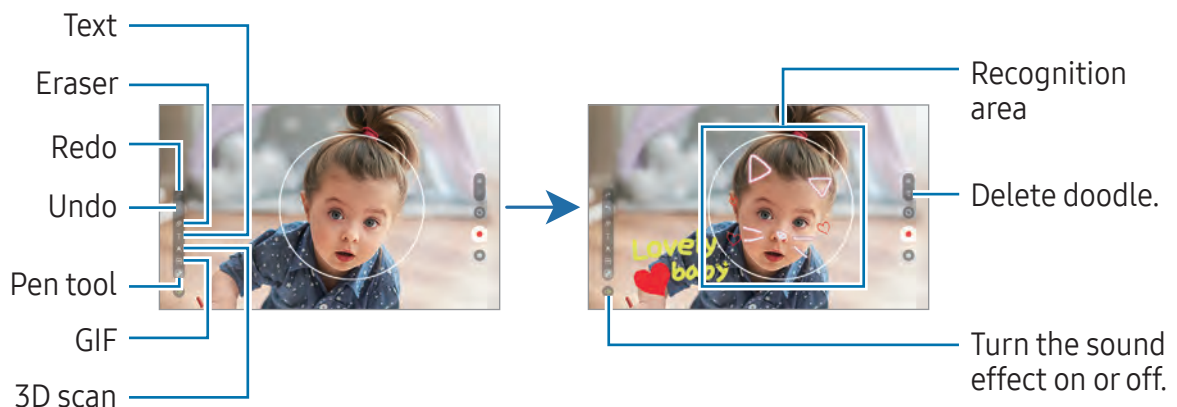 Text
Eraser
Redo
Undo
Pen tool
GIF
3D scan
Lovely
baby
Recognition
area
Delete doodle.
Turn the sound
effect on or off.